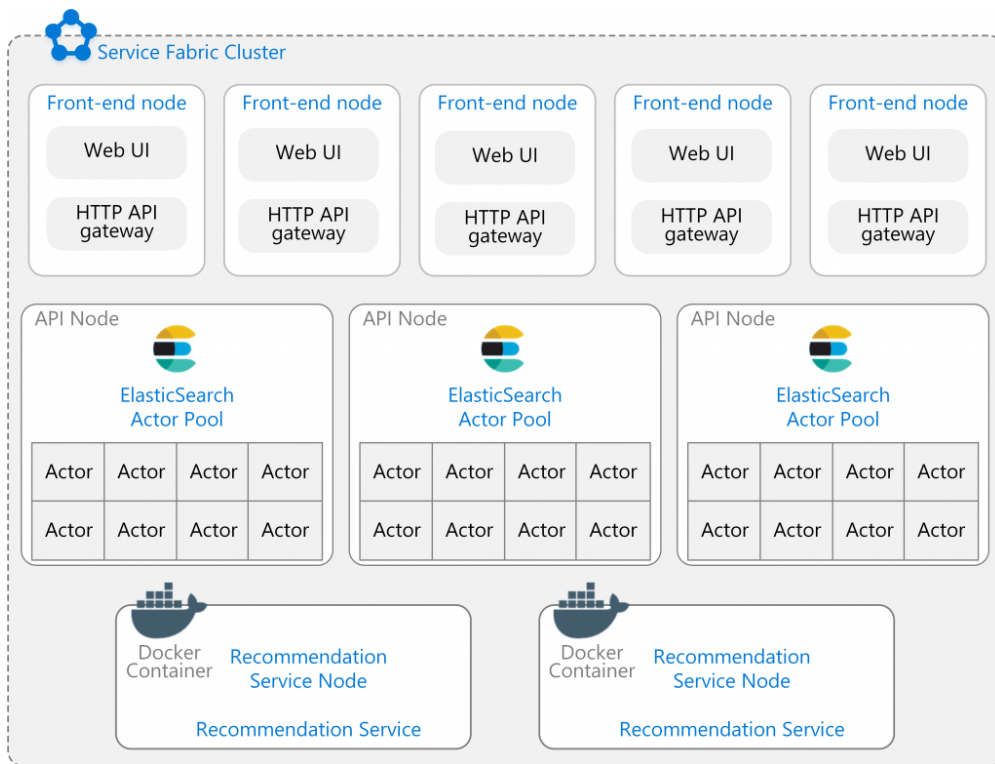 Service Fabric Cluster
Front-end node
Web UI
HTTP API
gateway
Front-end node
Web UI
HTTP API
gateway
Front-end node
Web UI
HTTP API
gateway
Front-end node
Web UI
HTTP API
gateway
Front-end node
Web UI
HTTP API
gateway
API Node
ElasticSearch
Actor Pool
Actor Actor Actor Actor
Actor Actor Actor Actor
API Node
ElasticSearch
Actor Pool
Actor Actor Actor Actor
Actor Actor Actor Actor
API Node
ElasticSearch
Actor Pool
Actor Actor Actor Actor
Actor Actor Actor Actor
Docker
Container
Recommendation
Service Node
Recommendation Service
Docker
Container
Recommendation
Service Node
Recommendation Service